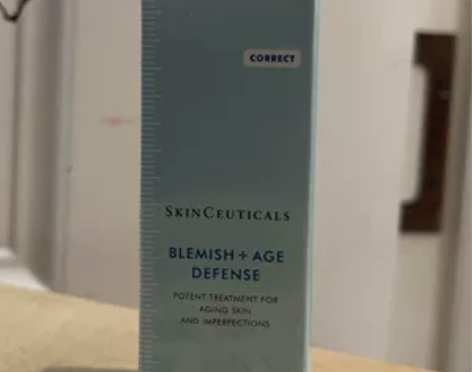 CORRECT
SKINCEUTICALS
BLEMISH + AGE
DEFENSE
POTENT TREATMENT FOR
AGING SKIN
AND IMPERFECTIONS